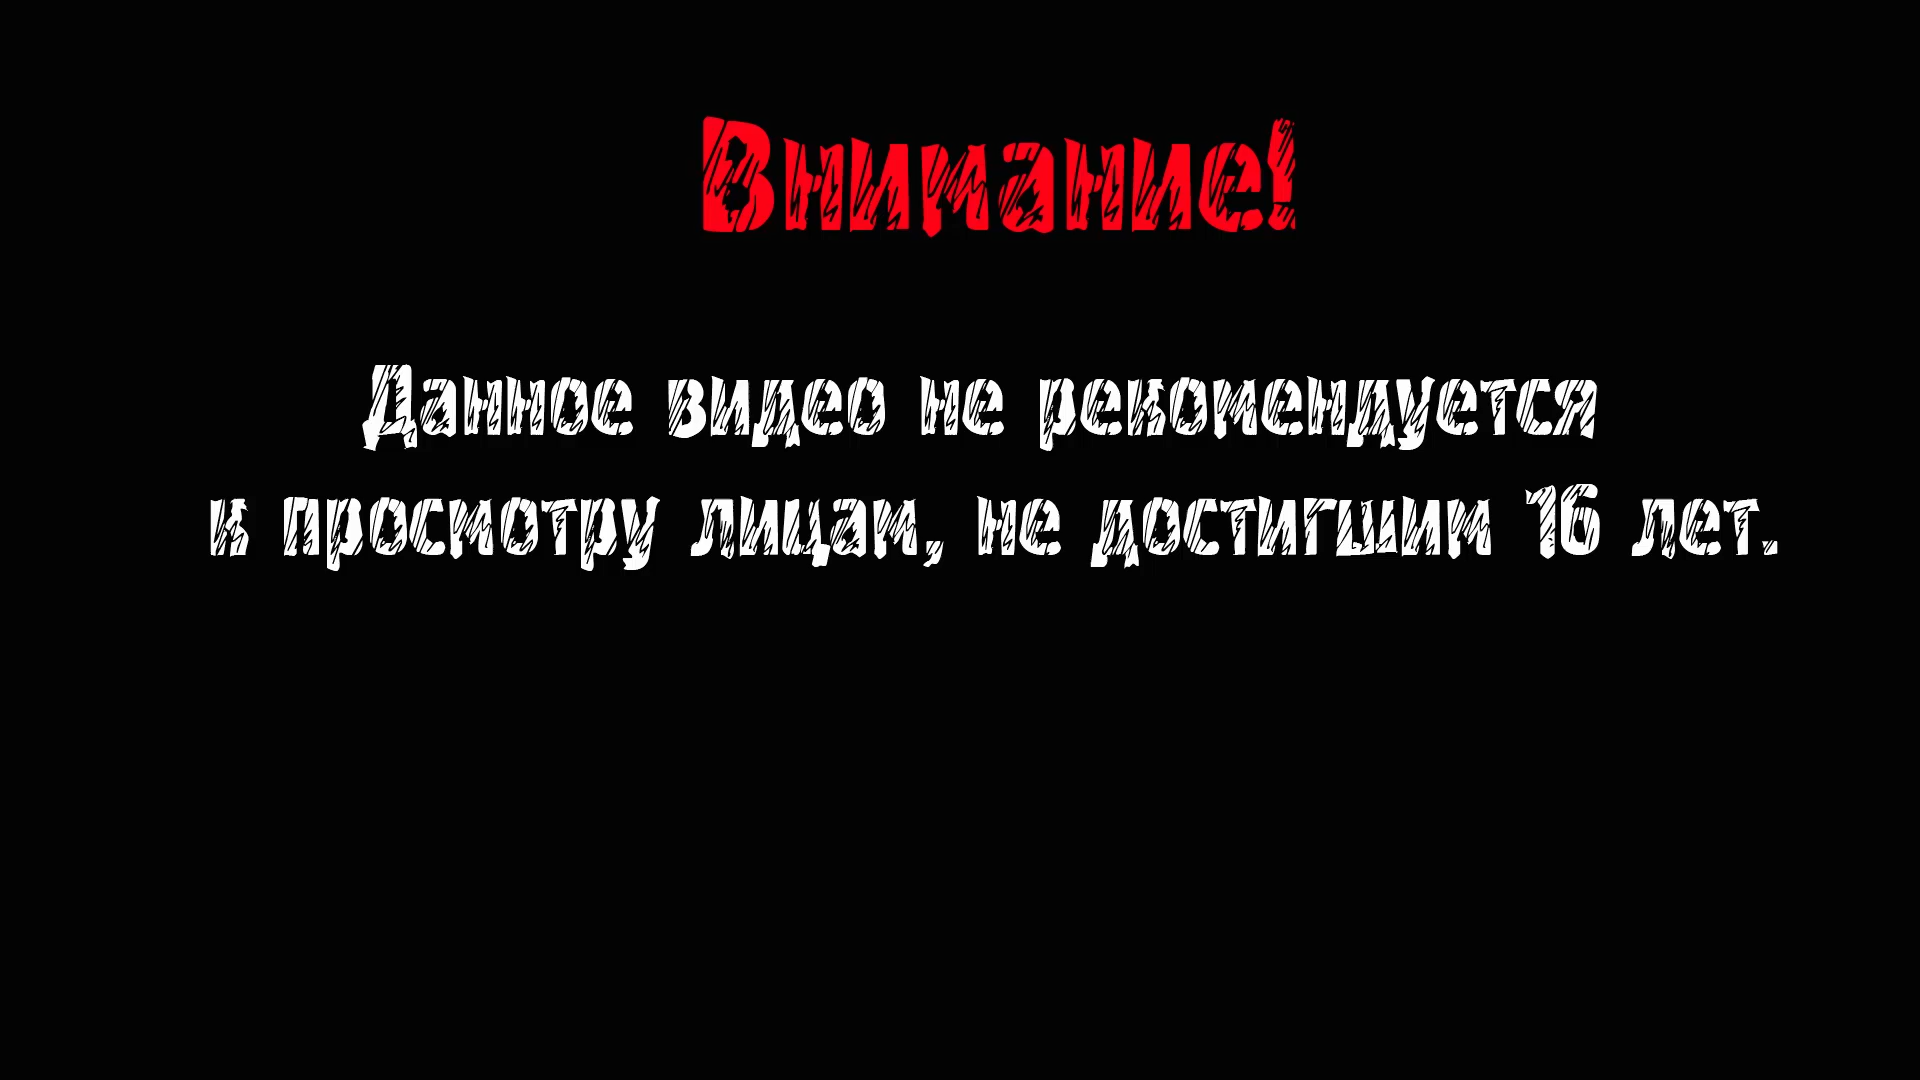 Внимание!
Данное видео не рекомендуется
к просмотру лицам, не достигшим 16 лет.